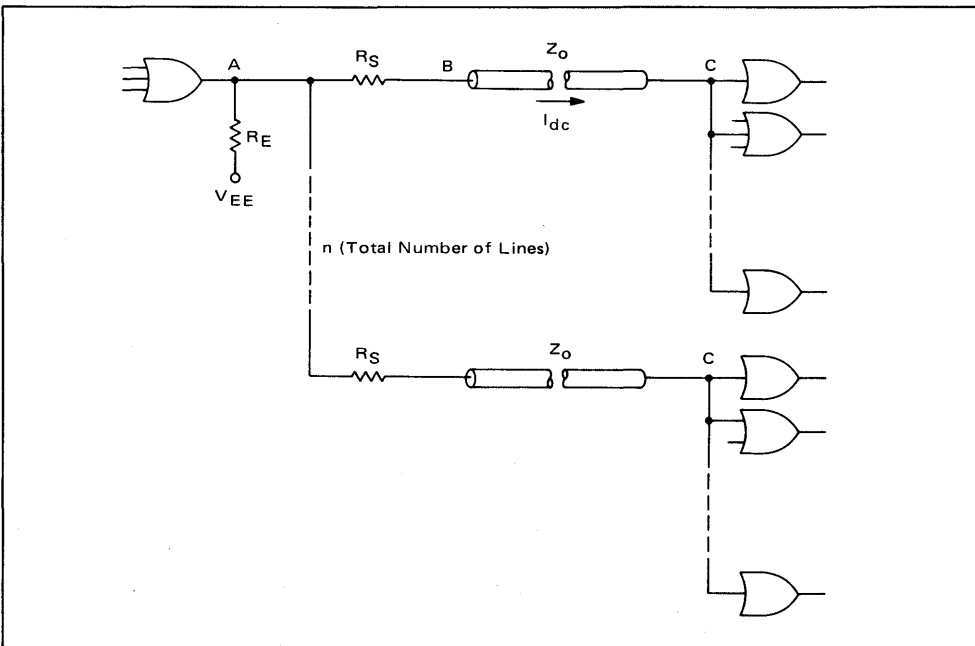 A
R_S
B
Z_O
C
R_E
I_dc
V_EE
n (Total Number of Lines)
R_S
Z_O
C